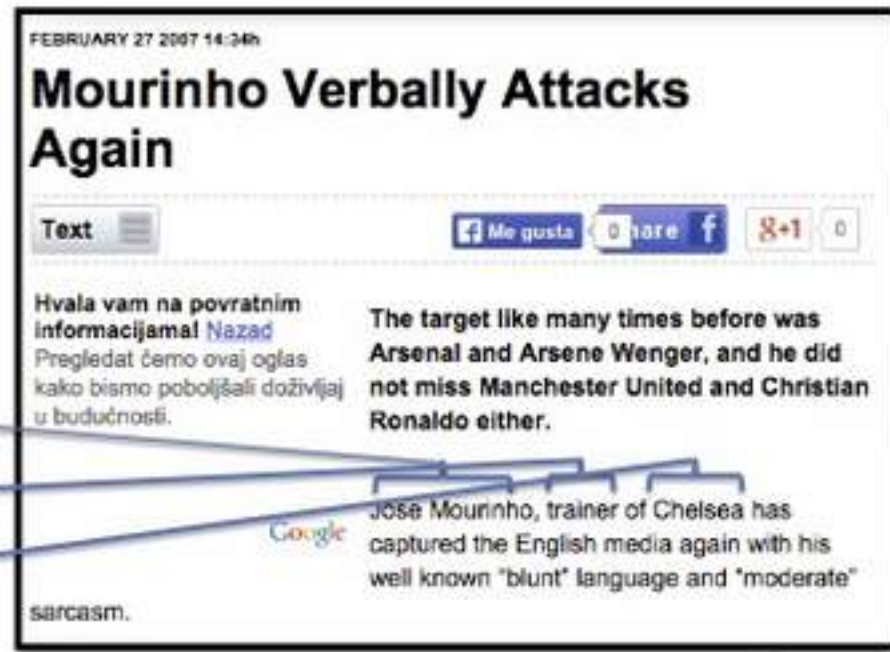 FEBRUARY 27 2007 14:34h
Mourinho Verbally Attacks
Again
Text
Me gusta
0
hare
8+1
0
Hvala vam na povratnim
informacijama! Nazad
Pregledat ćemo ovaj oglas
kako bismo poboljšali doživljaj
u budućnosti.
The target like many times before was
Arsenal and Arsene Wenger, and he did
not miss Manchester United and Christian
Ronaldo either.
Google
Jose Mourinho, trainer of Chelsea has
captured the English media again with his
well known "blunt" language and "moderate"
sarcasm.